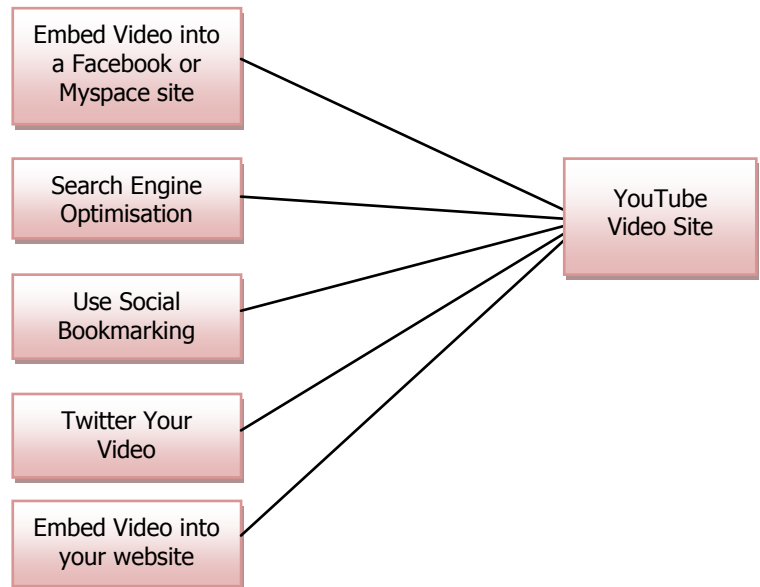 Embed Video into
a Facebook or
Myspace site
Search Engine
Optimisation
Use Social
Bookmarking
Twitter Your
Video
Embed Video into
your website
YouTube
Video Site